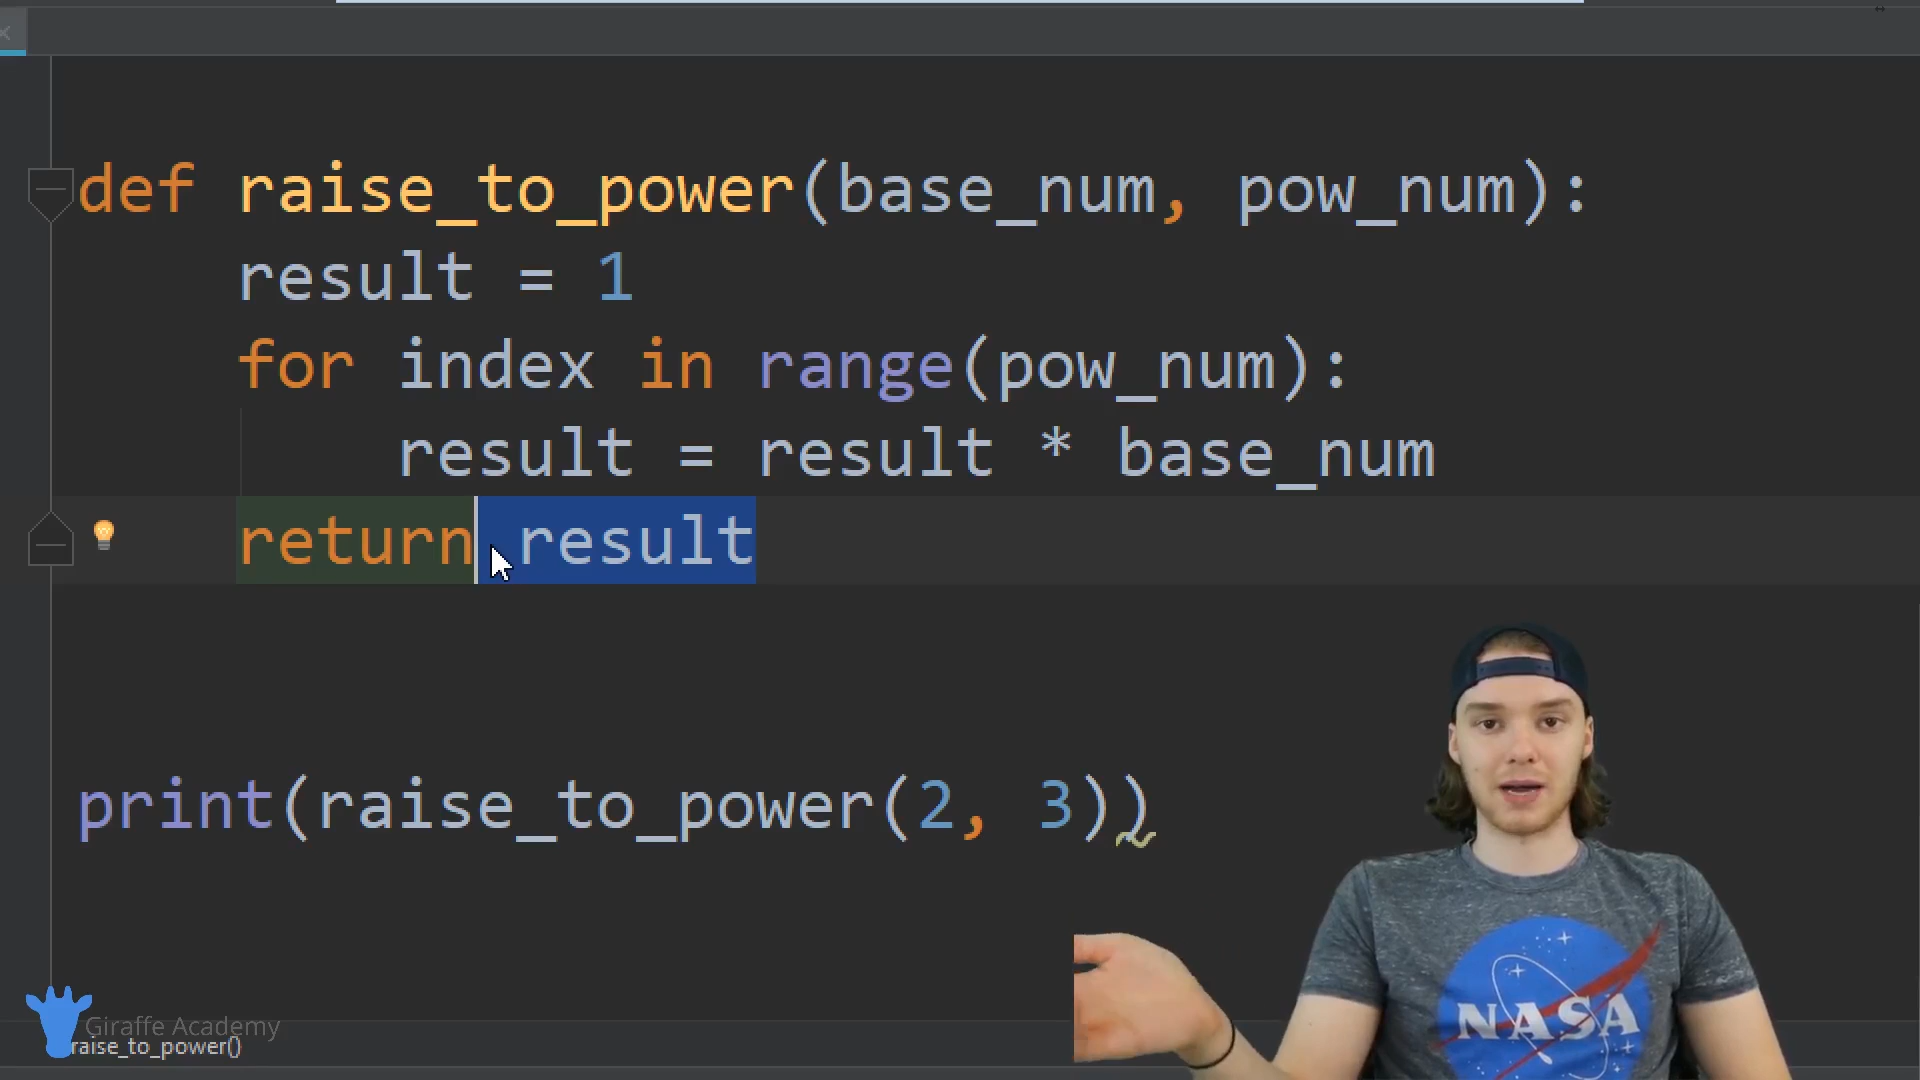 def raise_to_power(base_num, pow_num):
    result = 1
    for index in range(pow_num):
        result = result * base_num
    return result
print(raise_to_power(2, 3))
NASA
Giraffe Academy
raise_to_power()